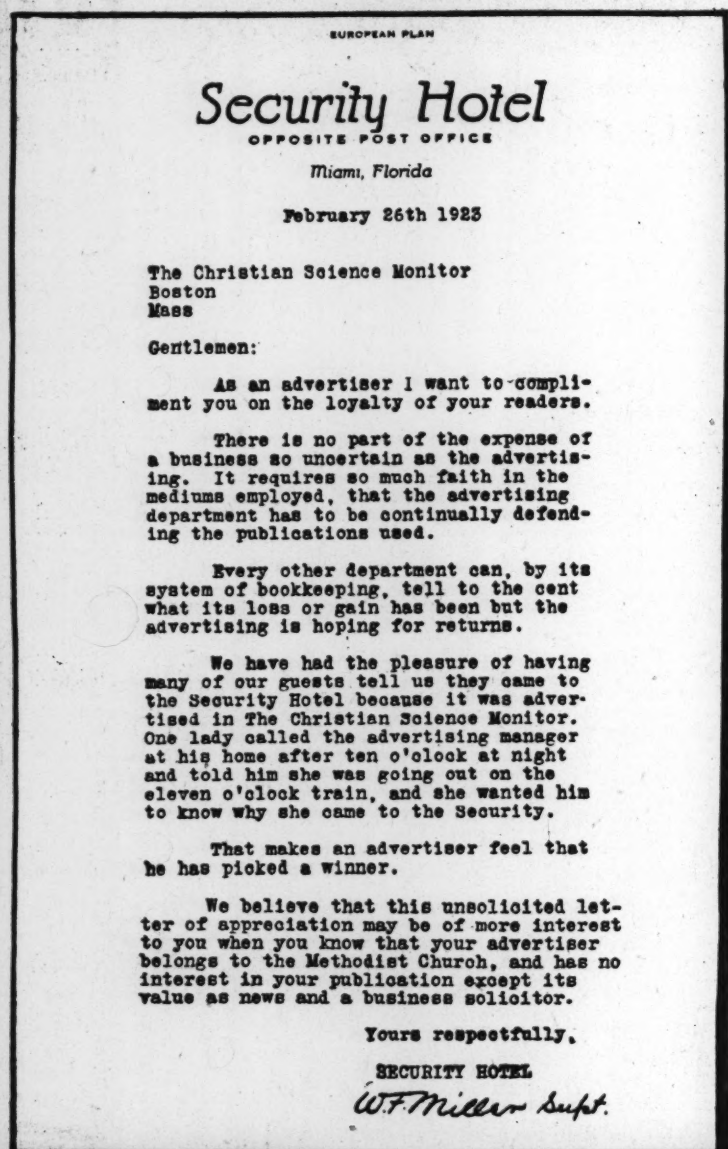 EUROPEAN PLAN
Security Hotel
OPPOSITE POST OFFICE
Miami, Florida
February 26th 1923
The Christian Science Monitor
Boston
Mass
Gentlemen:
As an advertiser I want to compli-
ment you on the loyalty of your readers.
There is no part of the expense of
a business so uncertain as the advertis-
ing. It requires so much faith in the
mediums employed, that the advertising
department has to be continually defend-
ing the publications used.
Every other department can, by its
system of bookkeeping, tell to the cent
what its loss or gain has been but the
advertising is hoping for returns.
We have had the pleasure of having
many of our guests tell us they came to
the Security Hotel because it was adver-
tised in The Christian Science Monitor.
One lady called the advertising manager
at his home after ten o'clock at night
and told him she was going out on the
eleven o'clock train, and she wanted him
to know why she came to the Security.
That makes an advertiser feel that
he has picked a winner.
We believe that this unsolicited let-
ter of appreciation may be of more interest
to you when you know that your advertiser
belongs to the Methodist Church, and has no
interest in your publication except its
value as news and a business solicitor.
Yours respectfully,
SECURITY HOTEL
W.F. Miller Supt.